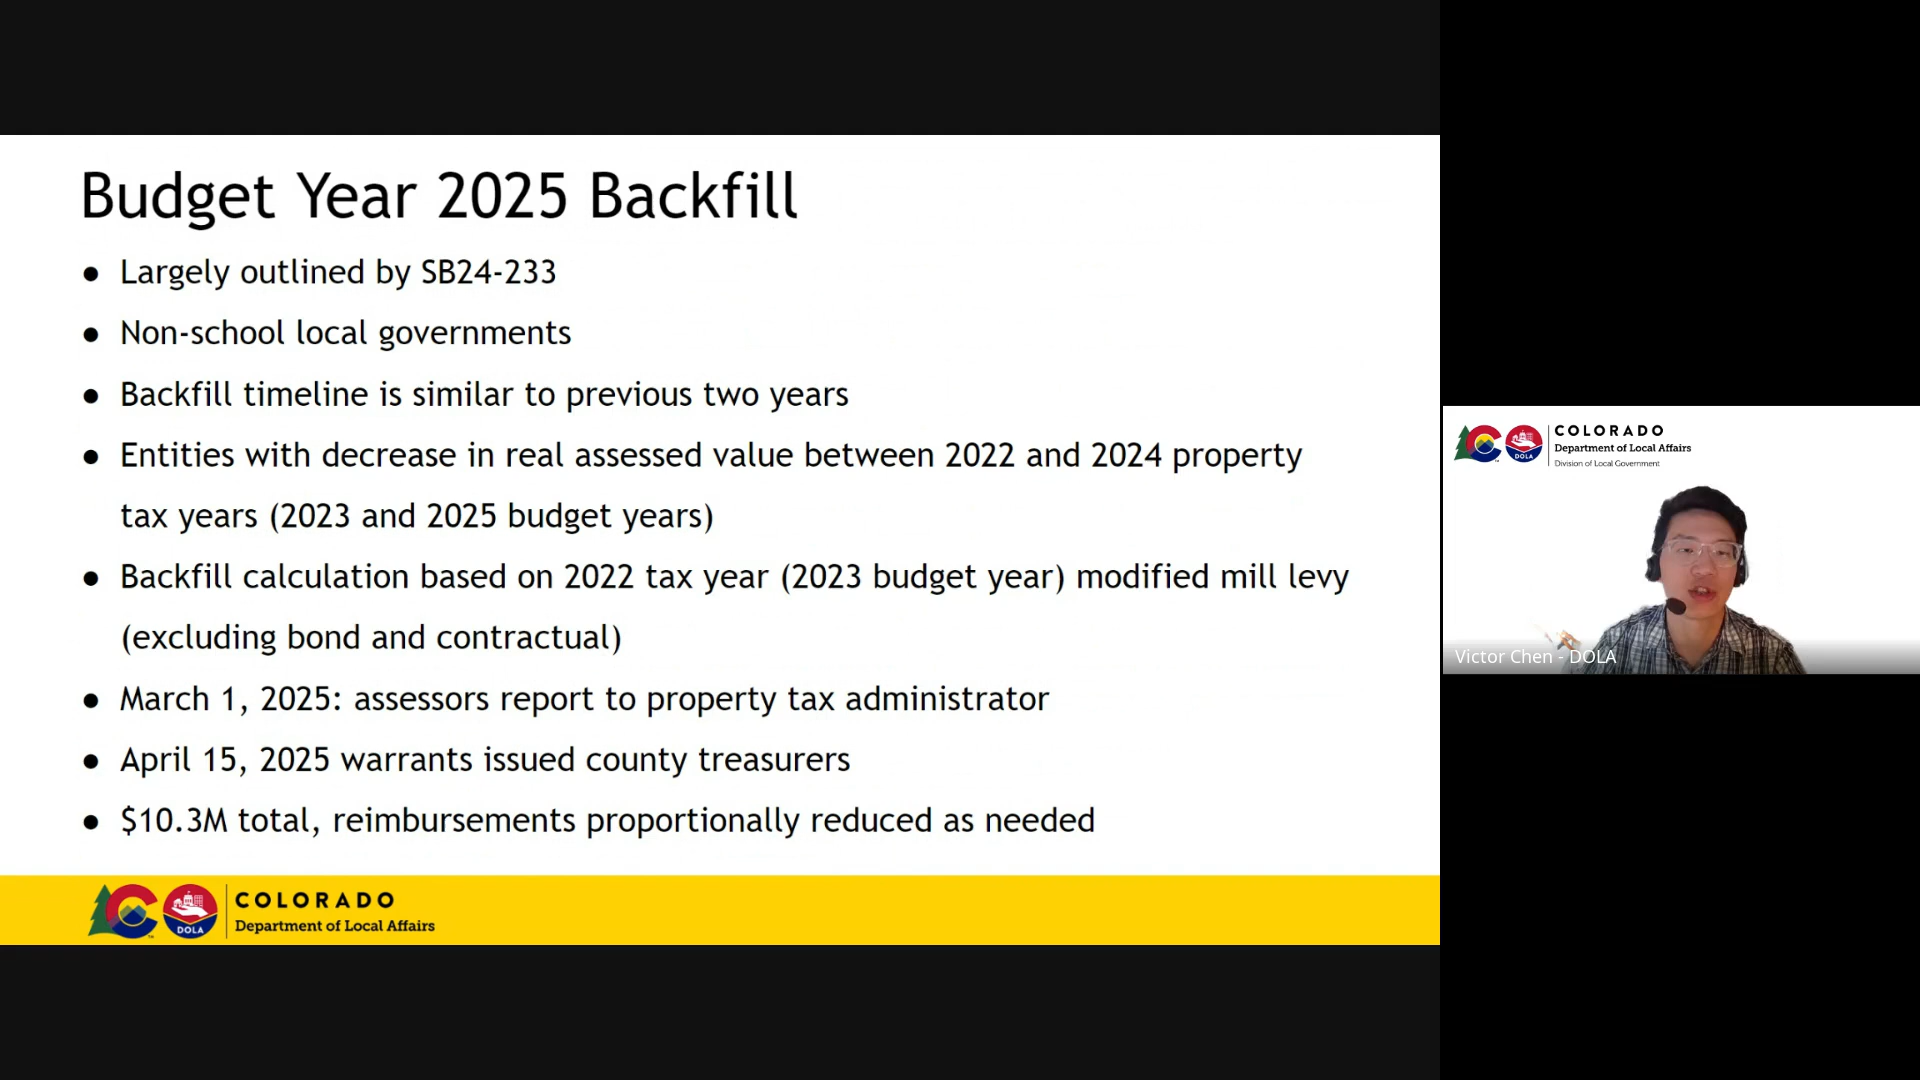 Budget Year 2025 Backfill
● Largely outlined by SB24-233
● Non-school local governments
● Backfill timeline is similar to previous two years
● Entities with decrease in real assessed value between 2022 and 2024 property
tax years (2023 and 2025 budget years)
● Backfill calculation based on 2022 tax year (2023 budget year) modified mill levy
(excluding bond and contractual)
● March 1, 2025: assessors report to property tax administrator
● April 15, 2025 warrants issued county treasurers
● $10.3M total, reimbursements proportionally reduced as needed
DOLA
COLORADO
Department of Local Affairs
DOLA
COLORADO
Department of Local Affairs
Division of Local Government
Victor Chen - DOLA